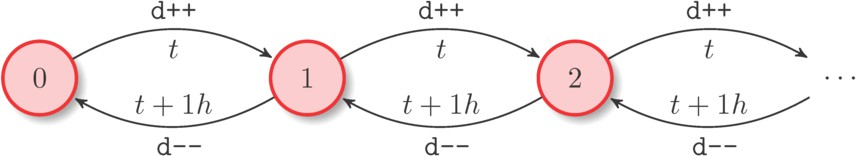 d++ d++ d++
t t t
0 1 2 ...
t + 1h t + 1h t + 1h
d-- d-- d--